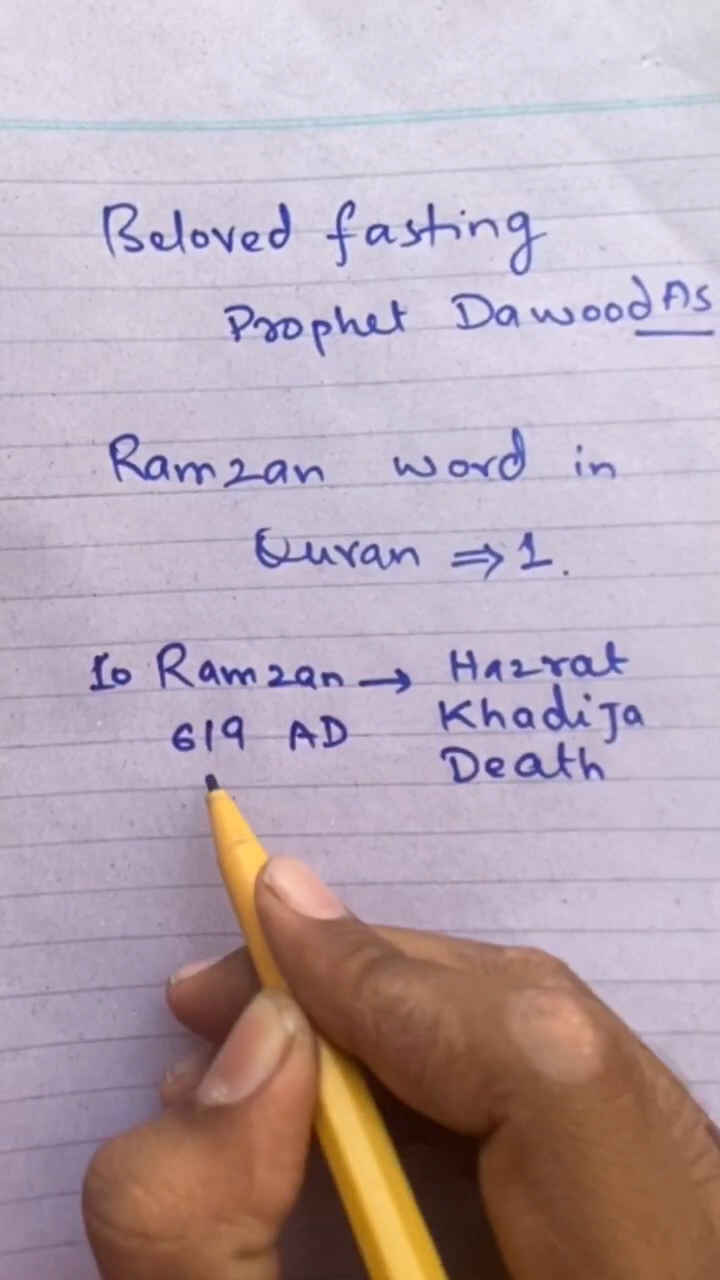 Beloved fasting
Prophet Dawood As
Ramzan word in
Quran ⇒ 1.
10 Ramzan → Hazrat
619 AD Khadija
Death